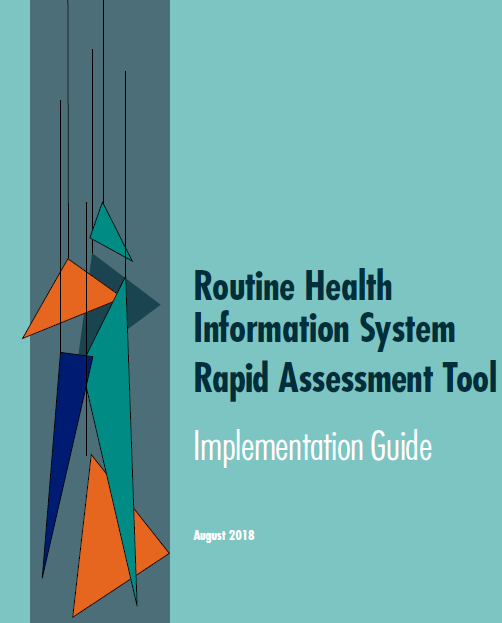 Routine Health
Information System
Rapid Assessment Tool
Implementation Guide
August 2018